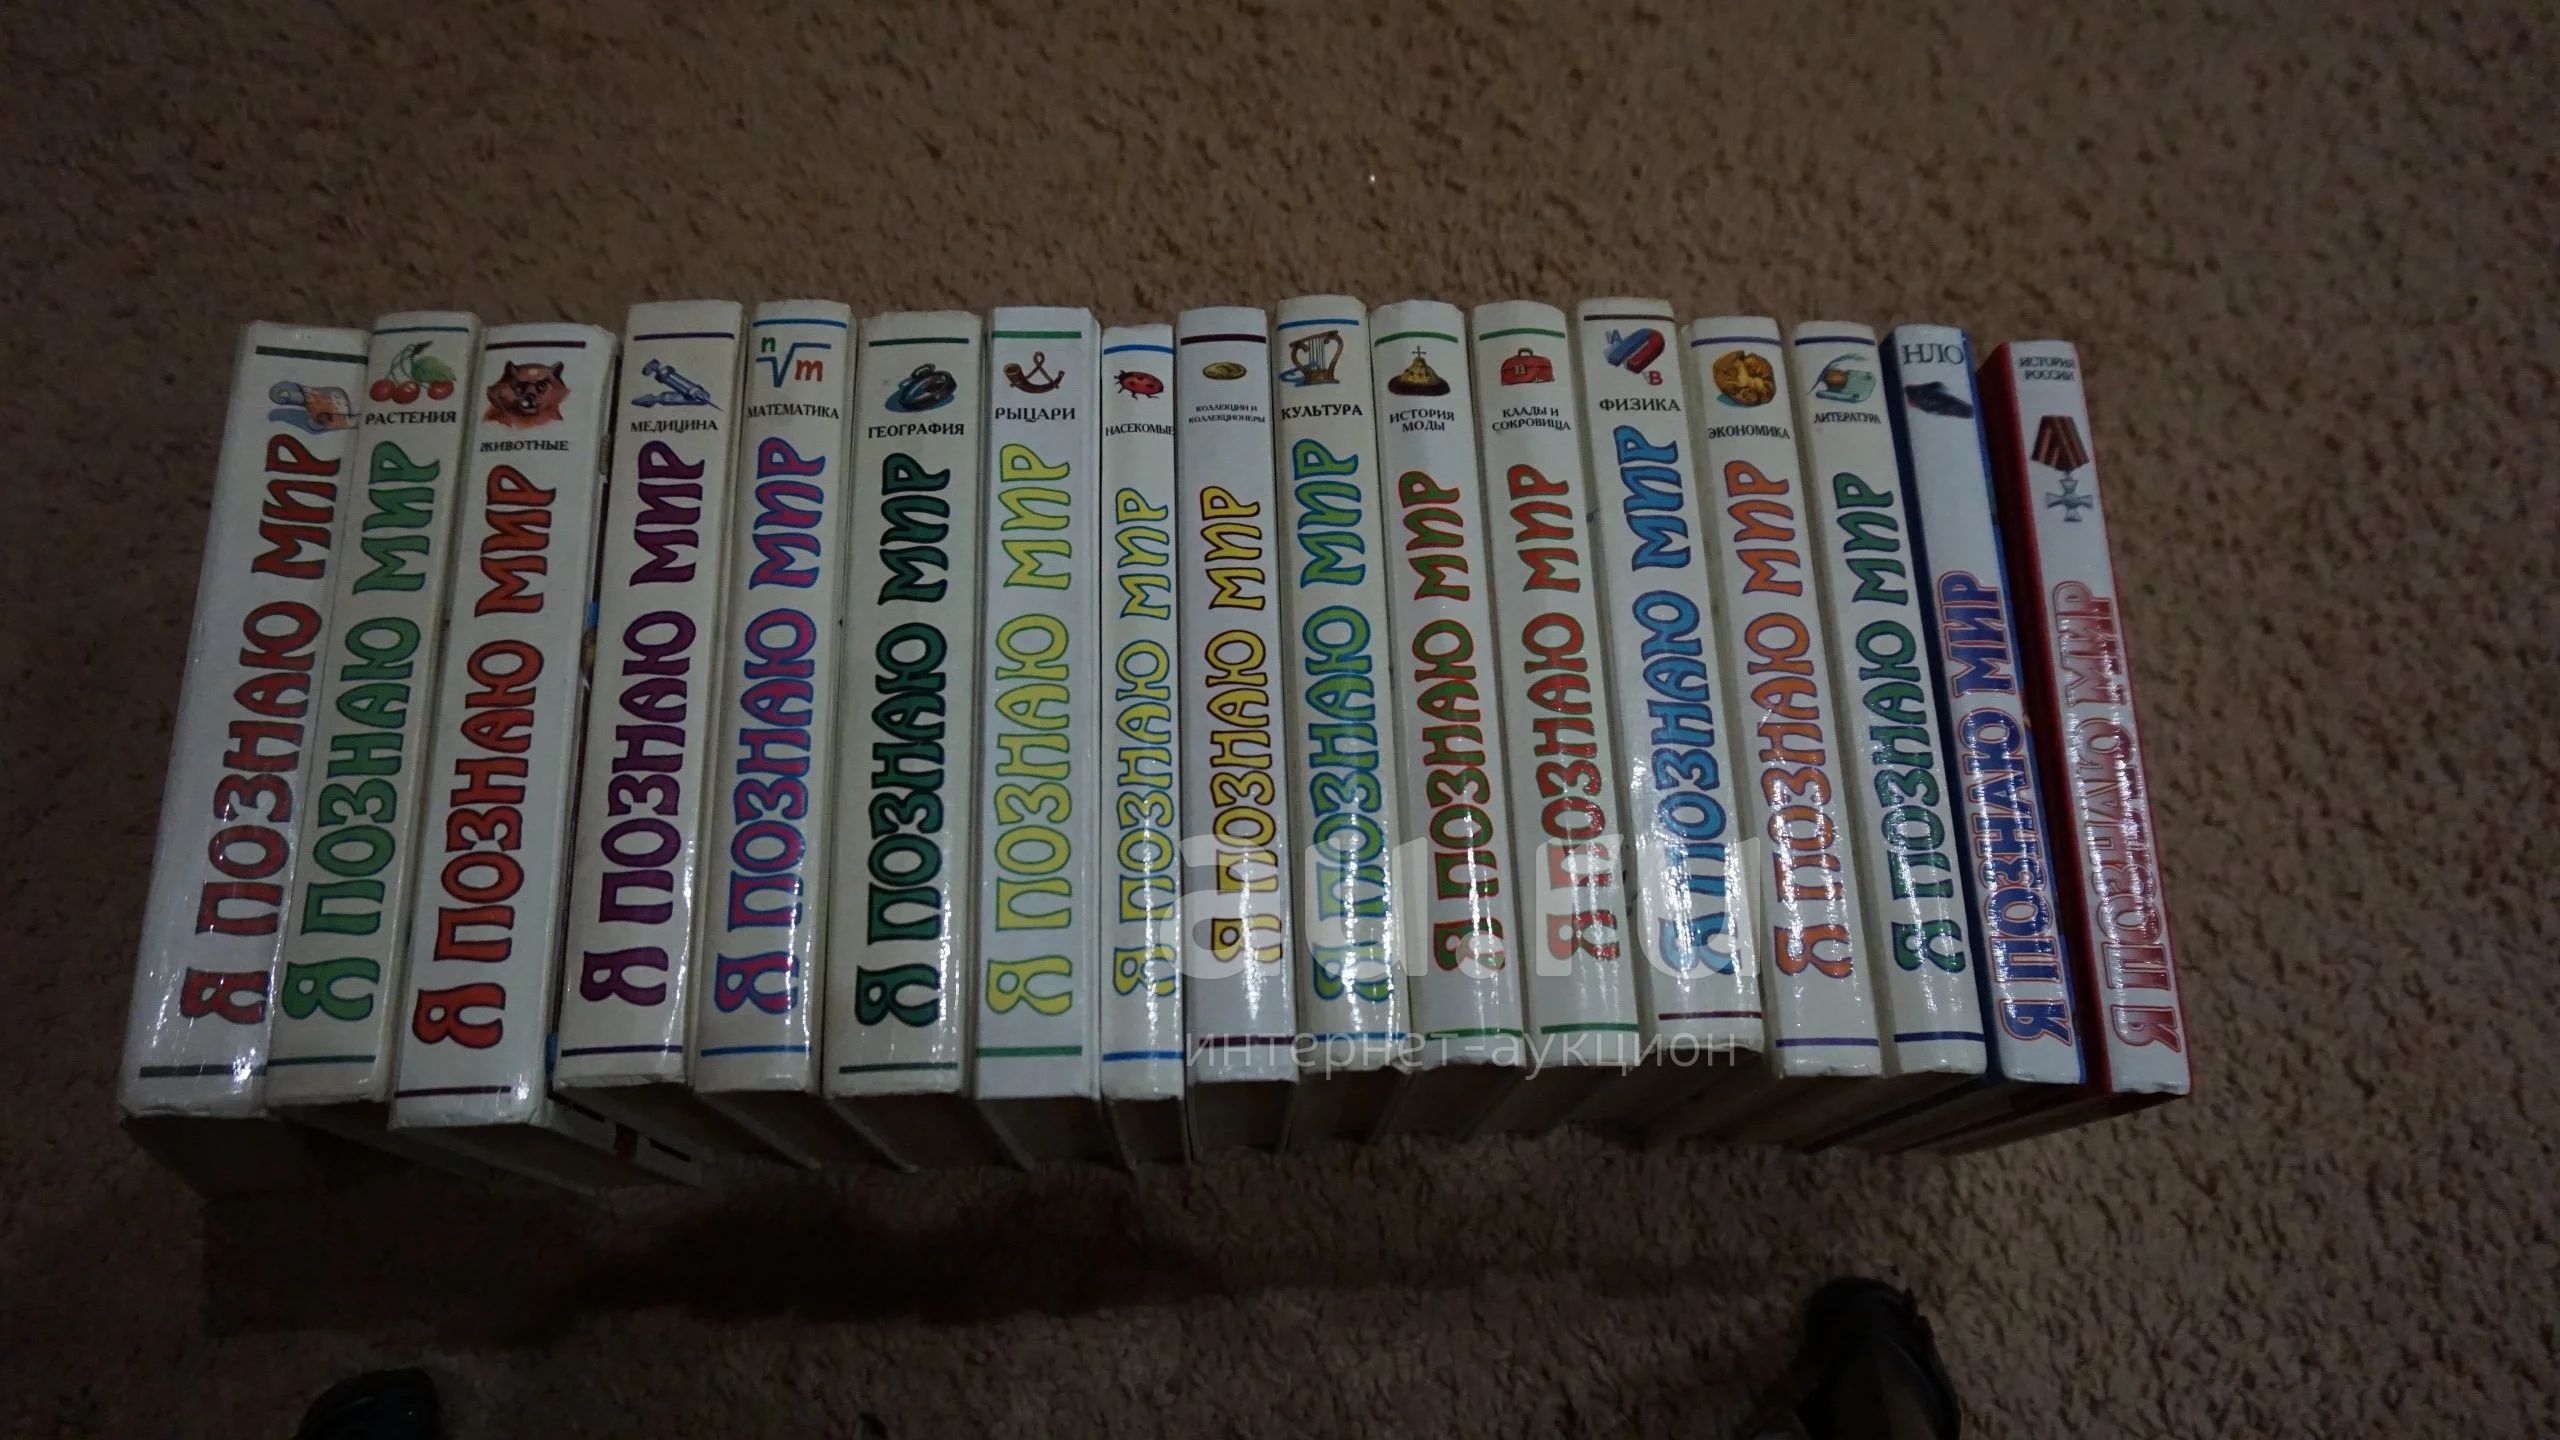 Я ПОЗНАЮ МИР
РАСТЕНИЯ
Я ПОЗНАЮ МИР
ЖИВОТНЫЕ
Я ПОЗНАЮ МИР
МЕДИЦИНА
Я ПОЗНАЮ МИР
n√m
МАТЕМАТИКА
Я ПОЗНАЮ МИР
ГЕОГРАФИЯ
Я ПОЗНАЮ МИР
РЫЦАРИ
Я ПОЗНАЮ МИР
НАСЕКОМЫЕ
Я ПОЗНАЮ МИР
КОЛЛЕКЦИИ И
КОЛЛЕКЦИОНЕРЫ
Я ПОЗНАЮ МИР
КУЛЬТУРА
Я ПОЗНАЮ МИР
ИСТОРИЯ
МОДЫ
Я ПОЗНАЮ МИР
КЛАДЫ И
СОКРОВИЩА
Я ПОЗНАЮ МИР
A
B
ФИЗИКА
Я ПОЗНАЮ МИР
ЭКОНОМИКА
Я ПОЗНАЮ МИР
ЛИТЕРАТУРА
Я ПОЗНАЮ МИР
НЛО
Я ПОЗНАЮ МИР
ИСТОРИЯ
РОССИИ
Я ПОЗНАЮ МИР
au.ru
интернет-аукцион